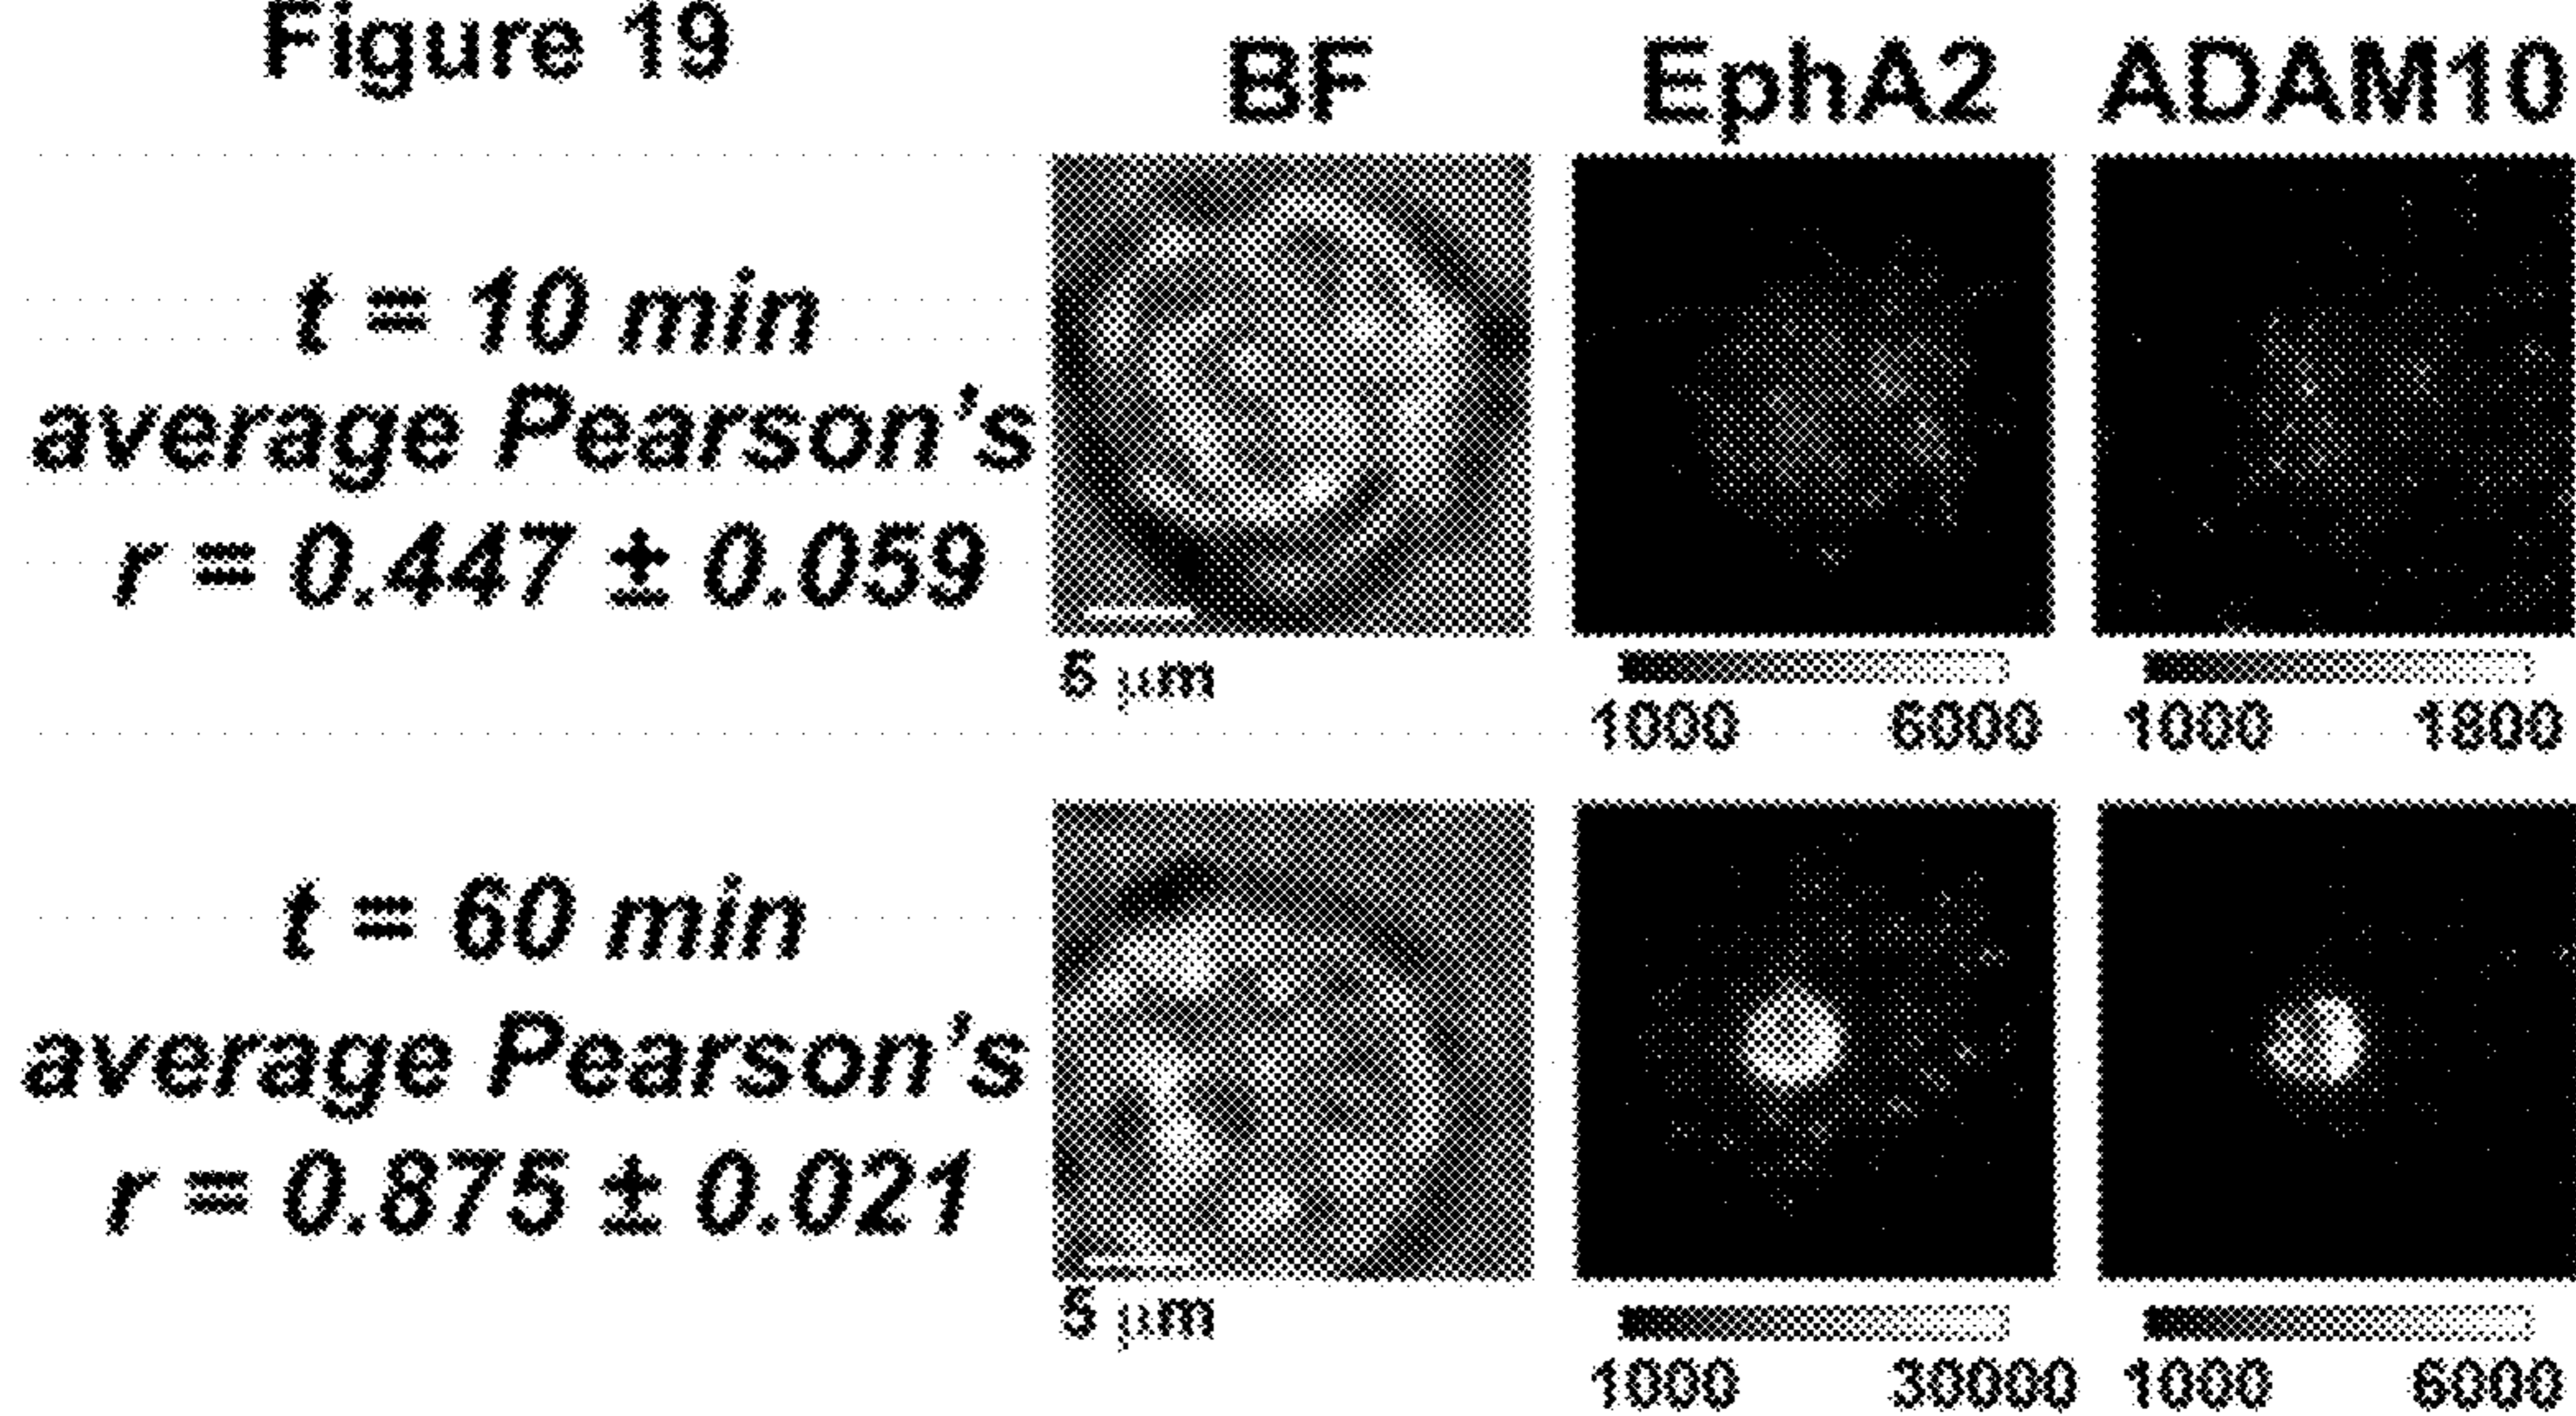 Figure 19
BF EphA2 ADAM10
t = 10 min
average Pearson's
r = 0.447 ± 0.059
5 μm
1000 6000 1000 1800
t = 60 min
average Pearson's
r = 0.875 ± 0.021
5 μm
1000 30000 1000 6000